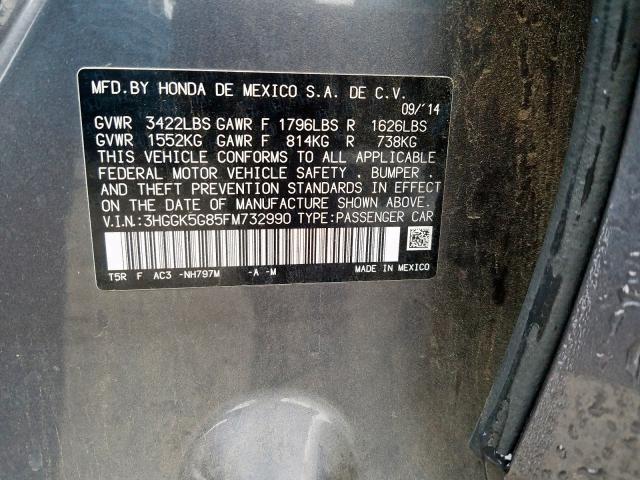 MFD.BY HONDA DE MEXICO S.A. DE C.V.
09/'14
GVWR 3422LBS GAWR F 1796LBS R 1626LBS
GVWR 1552KG GAWR F 814KG R 738KG
THIS VEHICLE CONFORMS TO ALL APPLICABLE
FEDERAL MOTOR VEHICLE SAFETY , BUMPER ,
AND THEFT PREVENTION STANDARDS IN EFFECT
ON THE DATE OF MANUFACTURE SHOWN ABOVE.
V.I.N.:3HGGK5G85FM732990 TYPE:PASSENGER CAR
T5R F AC3 -NH797M -A -M MADE IN MEXICO